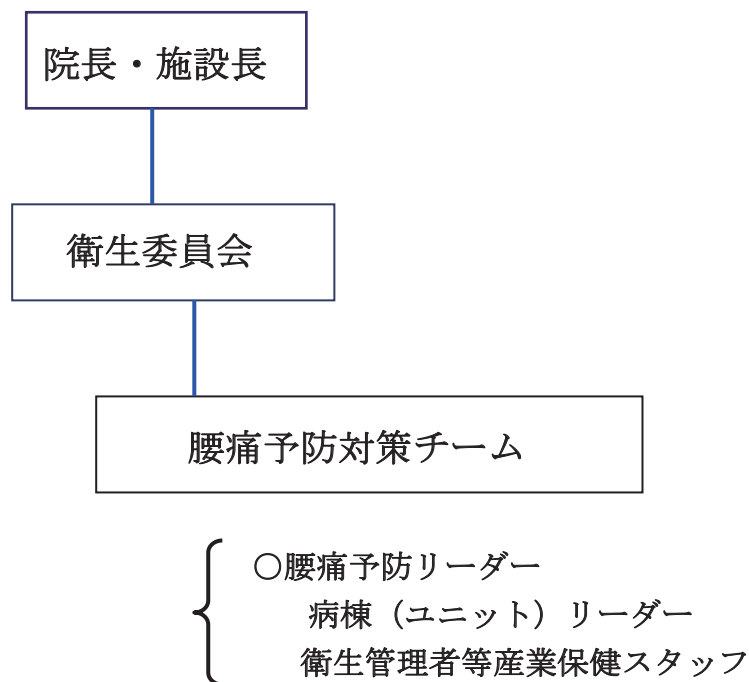 院長・施設長
衛生委員会
腰痛予防対策チーム
○腰痛予防リーダー
病棟（ユニット）リーダー
衛生管理者等産業保健スタッフ